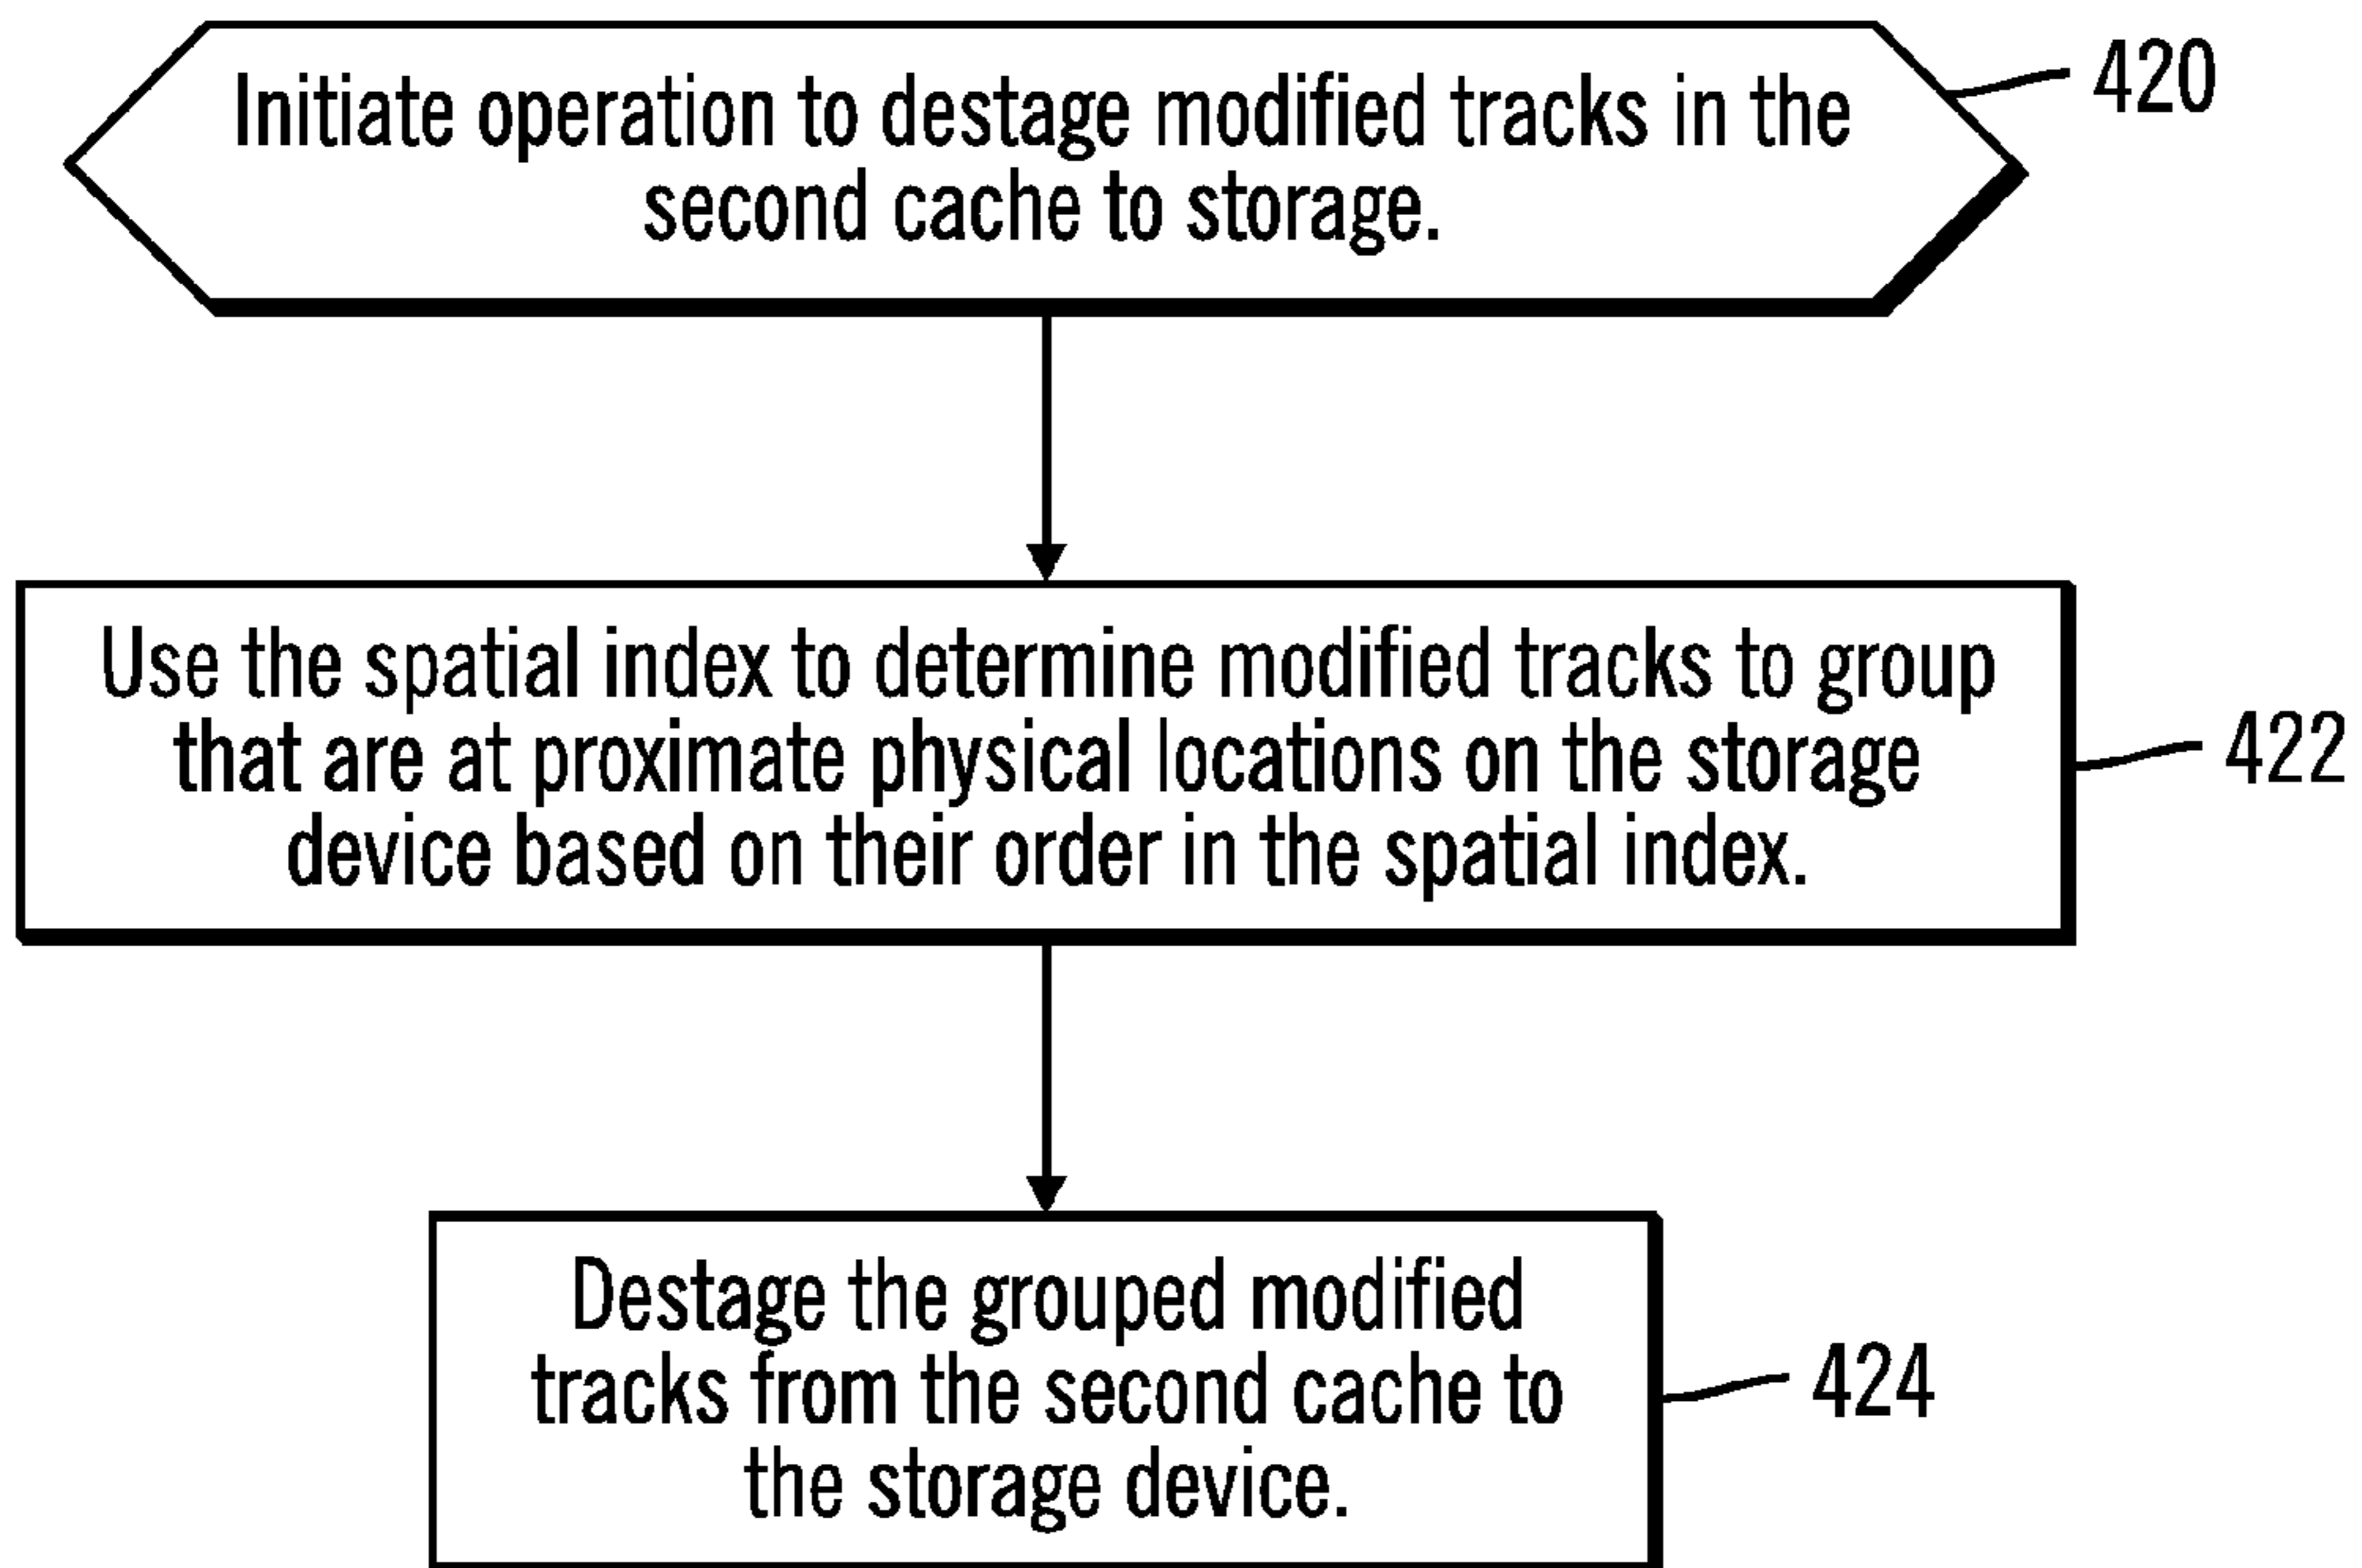 Initiate operation to destage modified tracks in the
second cache to storage.
420
Use the spatial index to determine modified tracks to group
that are at proximate physical locations on the storage
device based on their order in the spatial index.
422
Destage the grouped modified
tracks from the second cache to
the storage device.
424